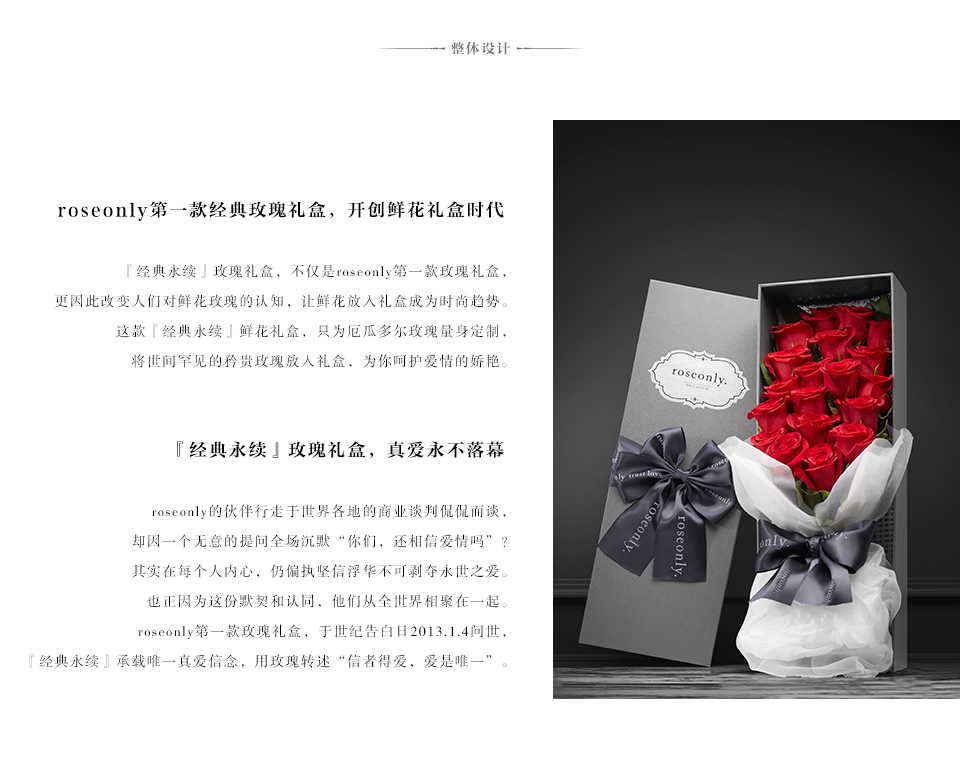 整体设计
roseonly第一款经典玫瑰礼盒，开创鲜花礼盒时代
『经典永续』玫瑰礼盒，不仅是roseonly第一款玫瑰礼盒，
更因此改变人们对鲜花玫瑰的认知，让鲜花放入礼盒成为时尚趋势。
这款『经典永续』鲜花礼盒，只为厄瓜多尔玫瑰量身定制，
将世间罕见的矜贵玫瑰放入礼盒，为你呵护爱情的娇艳。
『经典永续』玫瑰礼盒，真爱永不落幕
roseonly的伙伴行走于世界各地的商业谈判侃侃而谈，
却因一个无意的提问全场沉默“你们，还相信爱情吗”？
其实在每个人内心，仍偏执坚信浮华不可剥夺永世之爱。
也正因为这份默契和认同，他们从全世界相聚在一起。
roseonly第一款玫瑰礼盒，于世纪告白日2013.1.4问世，
『经典永续』承载唯一真爱信念，用玫瑰转述“信者得爱，爱是唯一”。
roseonly.
trust love
roseonly.
roseonly.